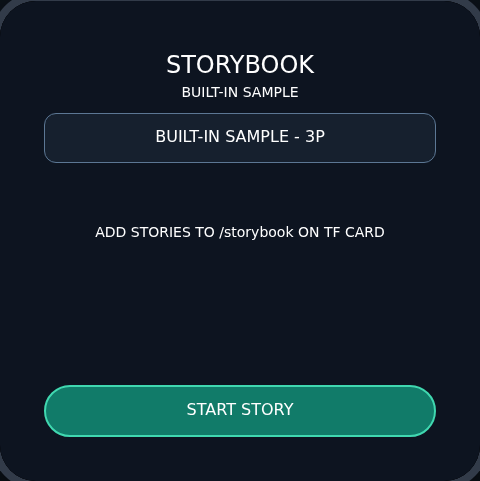 STORYBOOK
BUILT-IN SAMPLE
BUILT-IN SAMPLE - 3P
ADD STORIES TO /storybook ON TF CARD
START STORY